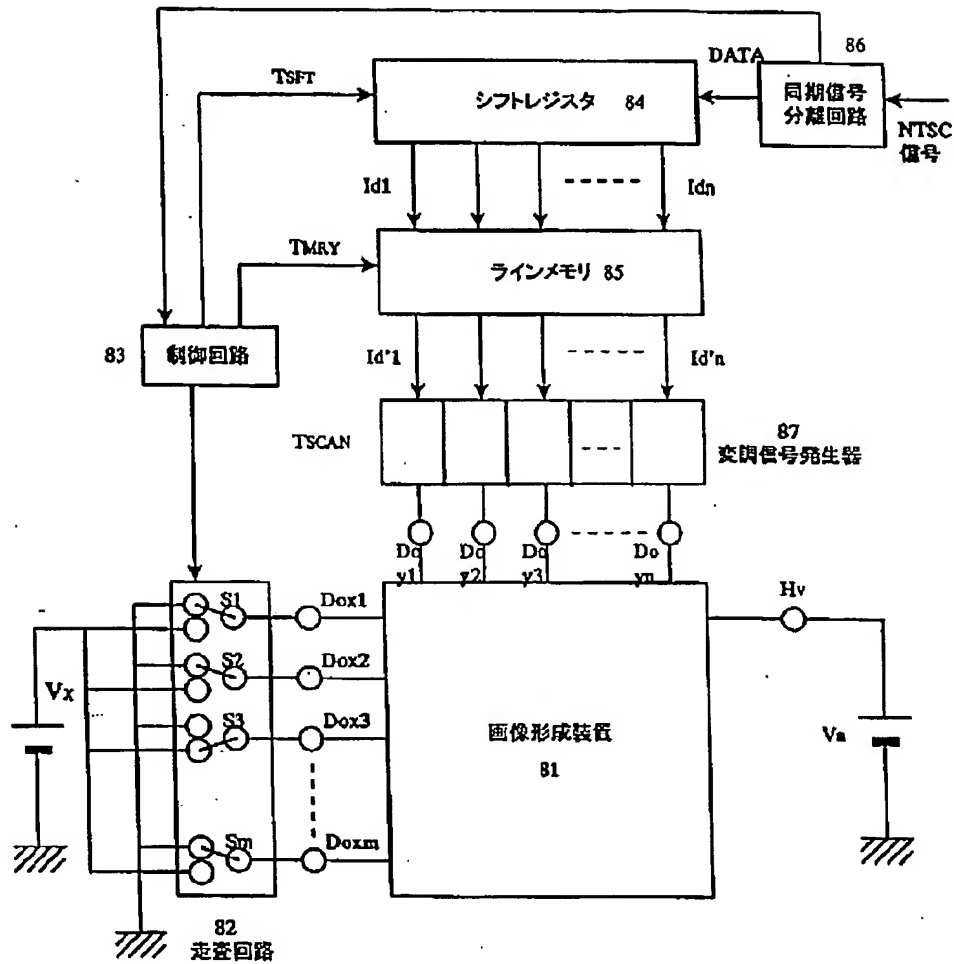 86
DATA
同期信号
分離回路
NTSC
信号
TSFT
シフトレジスタ 84
Id1
Idn
TMRY
ラインメモリ 85
83
制御回路
Id'1
Id'n
TSCAN
87
変調信号発生器
Do
y1
Do
y2
Do
y3
Do
yn
Hv
S1
Dox1
S2
Dox2
Vx
S3
Dox3
画像形成装置
81
Va
Sm
Doxm
82
走査回路